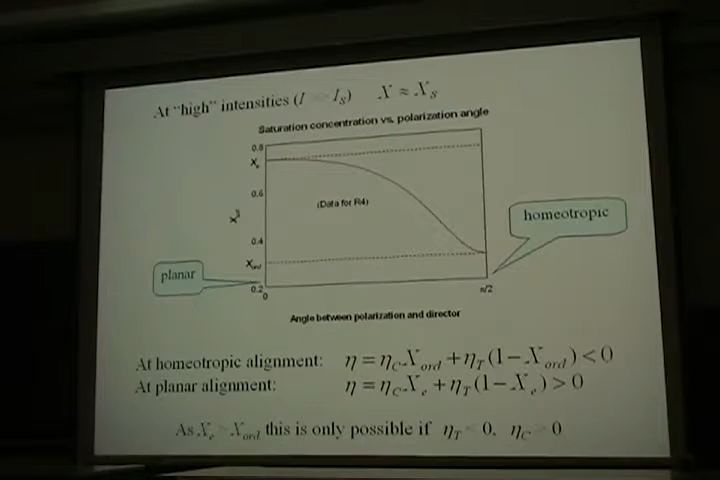 At "high" intensities (I >> I_S) X ≈ X_S
Saturation concentration vs. polarization angle
0.8
X_e
0.6
(Data for R4)
homeotropic
0.4
X_ord
planar
0.2
0
π/2
Angle between polarization and director
At homeotropic alignment: η = η_C X_ord + η_T (1 − X_ord) < 0
At planar alignment: η = η_C X_e + η_T (1 − X_e) > 0
As X_e > X_ord this is only possible if η_T < 0, η_C > 0